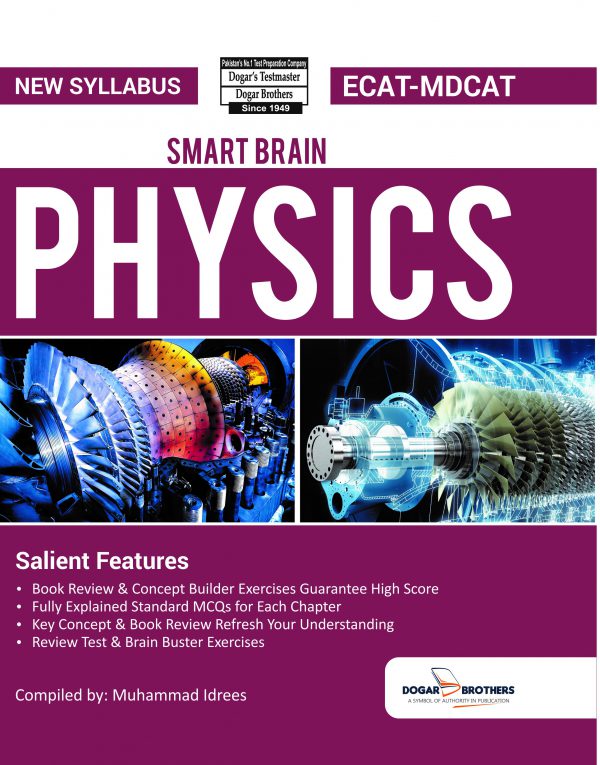 Pakistan's No.1 Test Preparation Company
NEW SYLLABUS
Dogar's Testmaster
Dogar Brothers
Since 1949
ECAT-MDCAT
SMART BRAIN
PHYSICS
Salient Features
• Book Review & Concept Builder Exercises Guarantee High Score
• Fully Explained Standard MCQs for Each Chapter
• Key Concept & Book Review Refresh Your Understanding
• Review Test & Brain Buster Exercises
Compiled by: Muhammad Idrees
DOGAR BROTHERS
A SYMBOL OF AUTHORITY IN PUBLICATION